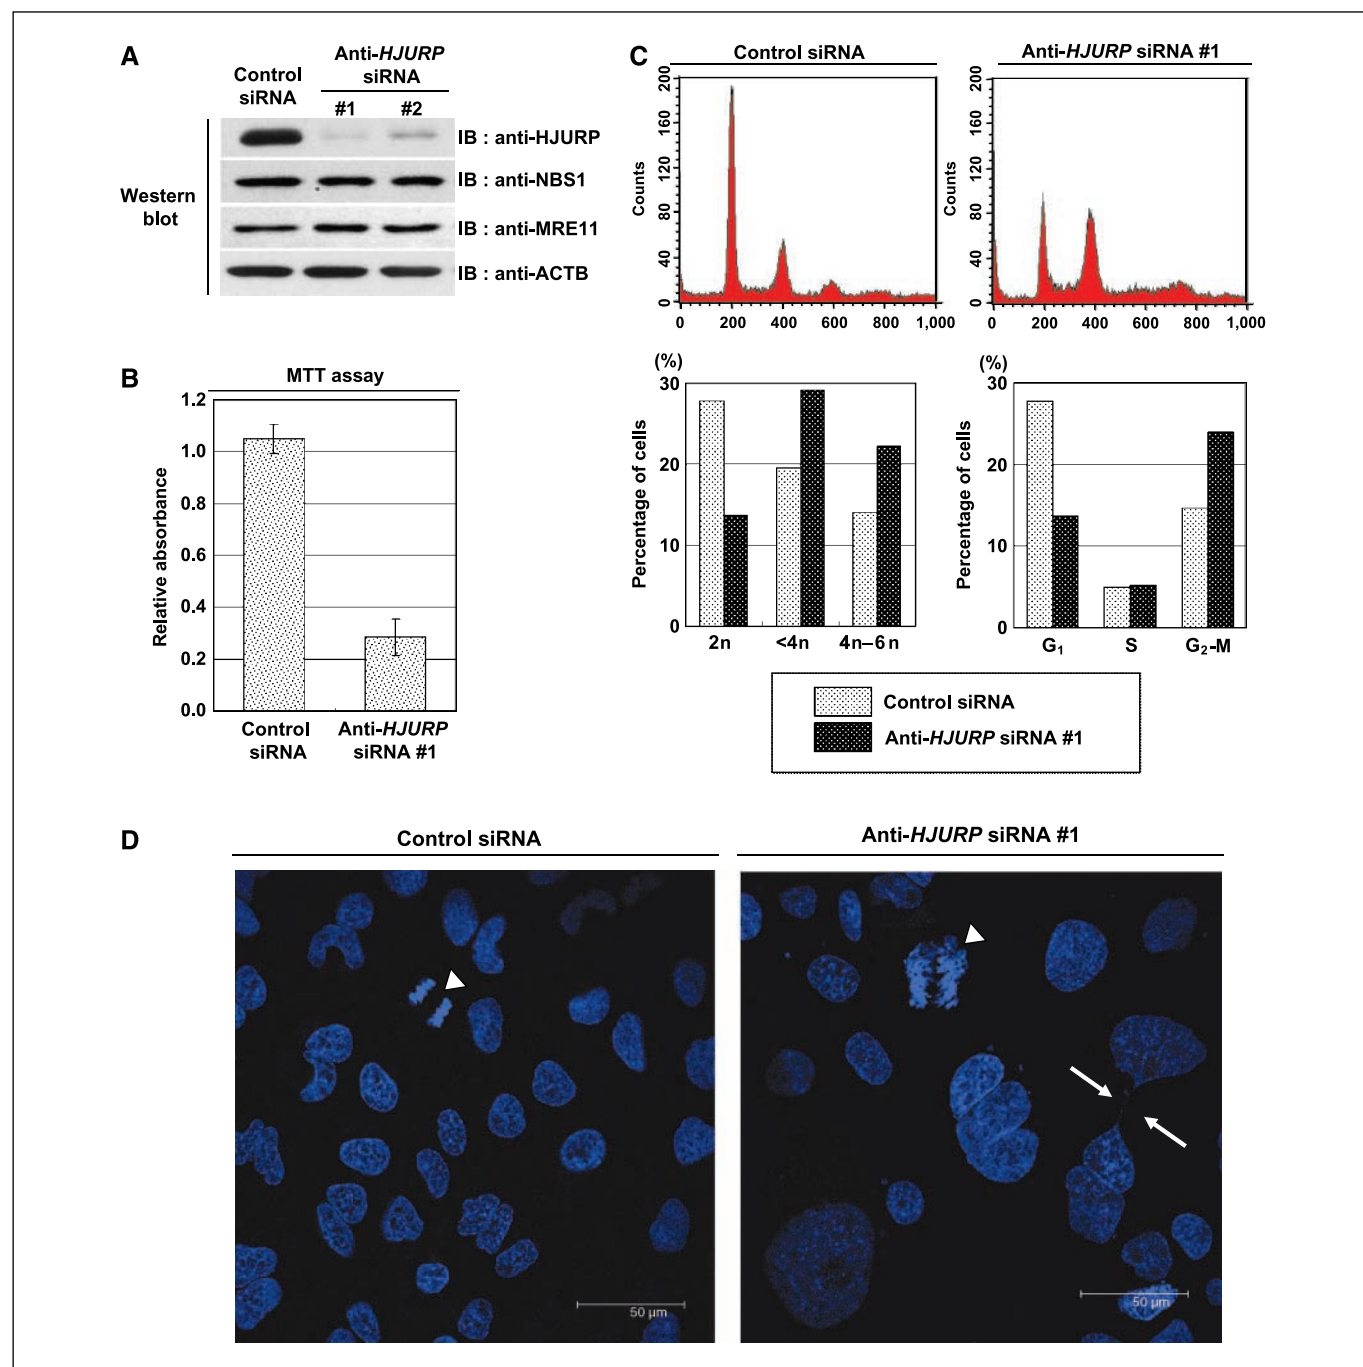 A
Control
siRNA
Anti-HJURP
siRNA
#1
#2
Western
blot
IB : anti-HJURP
IB : anti-NBS1
IB : anti-MRE11
IB : anti-ACTB
B
MTT assay
Relative absorbance
1.2
1.0
0.8
0.6
0.4
0.2
0.0
Control
siRNA
Anti-HJURP
siRNA #1
C
Control siRNA
Counts
200
160
120
80
40
0
0 200 400 600 800 1,000
Anti-HJURP siRNA #1
Counts
200
160
120
80
40
0
0 200 400 600 800 1,000
(%)
Percentage of cells
30
20
10
0
2n <4n 4n–6n
(%)
Percentage of cells
30
20
10
0
G₁ S G₂-M
Control siRNA
Anti-HJURP siRNA #1
D
Control siRNA
50 µm
Anti-HJURP siRNA #1
50 µm